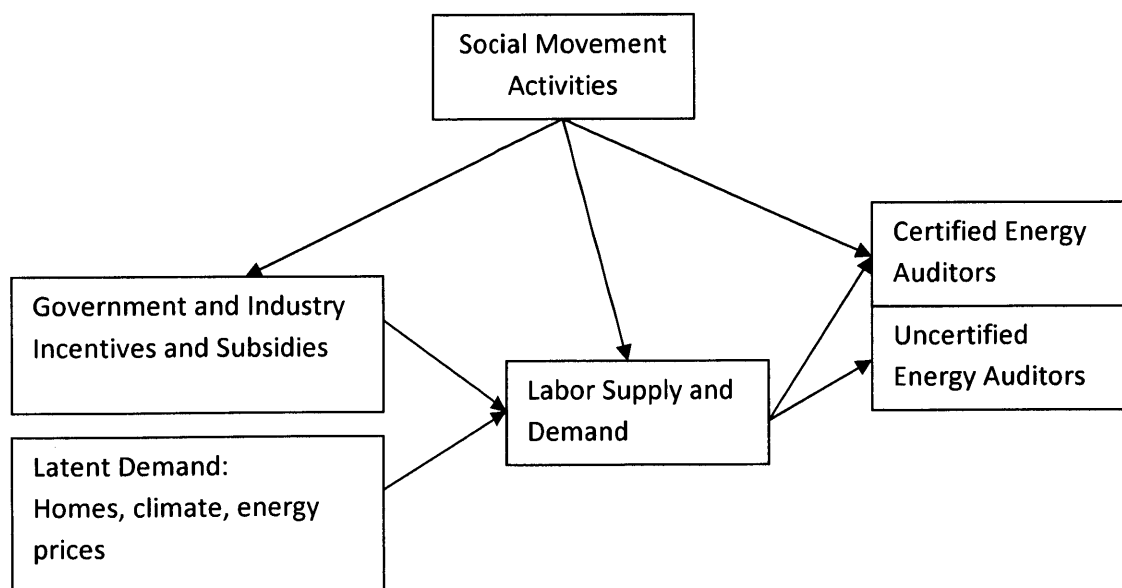 Social Movement
Activities
Certified Energy
Auditors
Government and Industry
Incentives and Subsidies
Uncertified
Energy Auditors
Labor Supply and
Demand
Latent Demand:
Homes, climate, energy
prices